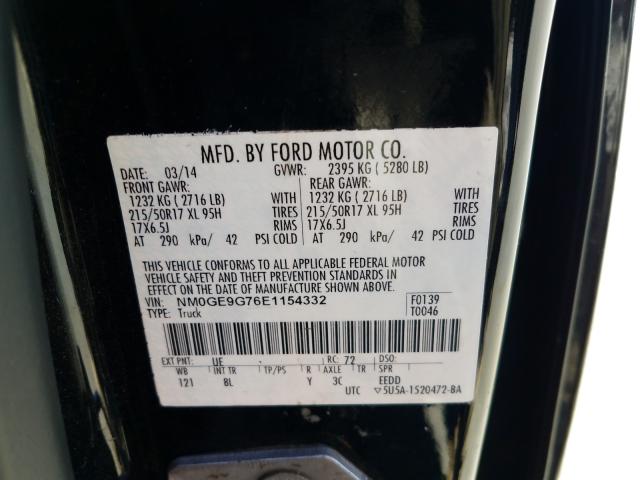 MFD. BY FORD MOTOR CO.
DATE: 03/14 GVWR: 2395 KG ( 5280 LB)
FRONT GAWR: REAR GAWR:
1232 KG ( 2716 LB) WITH 1232 KG ( 2716 LB) WITH
215/50R17 XL 95H TIRES 215/50R17 XL 95H TIRES
17X6.5J RIMS 17X6.5J RIMS
AT 290 kPa/ 42 PSI COLD AT 290 kPa/ 42 PSI COLD
THIS VEHICLE CONFORMS TO ALL APPLICABLE FEDERAL MOTOR
VEHICLE SAFETY AND THEFT PREVENTION STANDARDS IN
EFFECT ON THE DATE OF MANUFACTURE SHOWN ABOVE.
VIN: NM0GE9G76E1154332 F0139
TYPE: Truck T0046
EXT PNT: UE RC: 72 DSO:
WB INT TR TP/PS R AXLE TR SPR
121 8L Y 3C EEDD
UTC ▽5U5A-1520472-BA